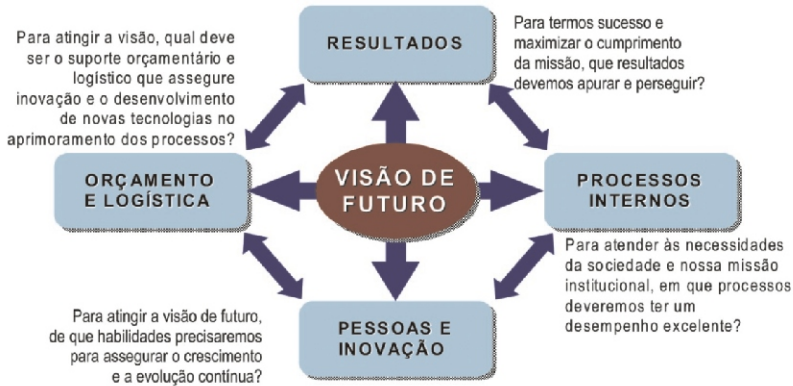 Para atingir a visão, qual deve
ser o suporte orçamentário e
logístico que assegure
inovação e o desenvolvimento
de novas tecnologias no
aprimoramento dos processos?
RESULTADOS
Para termos sucesso e
maximizar o cumprimento
da missão, que resultados
devemos apurar e perseguir?
ORÇAMENTO
E LOGÍSTICA
VISÃO DE
FUTURO
PROCESSOS
INTERNOS
Para atender às necessidades
da sociedade e nossa missão
institucional, em que processos
deveremos ter um
desempenho excelente?
Para atingir a visão de futuro,
de que habilidades precisaremos
para assegurar o crescimento
e a evolução contínua?
PESSOAS E
INOVAÇÃO